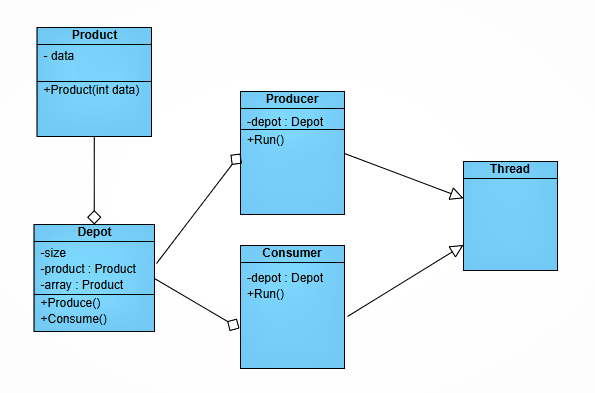 Product
- data
+Product(int data)
Depot
-size
-product : Product
-array : Product
+Produce()
+Consume()
Producer
-depot : Depot
+Run()
Consumer
-depot : Depot
+Run()
Thread